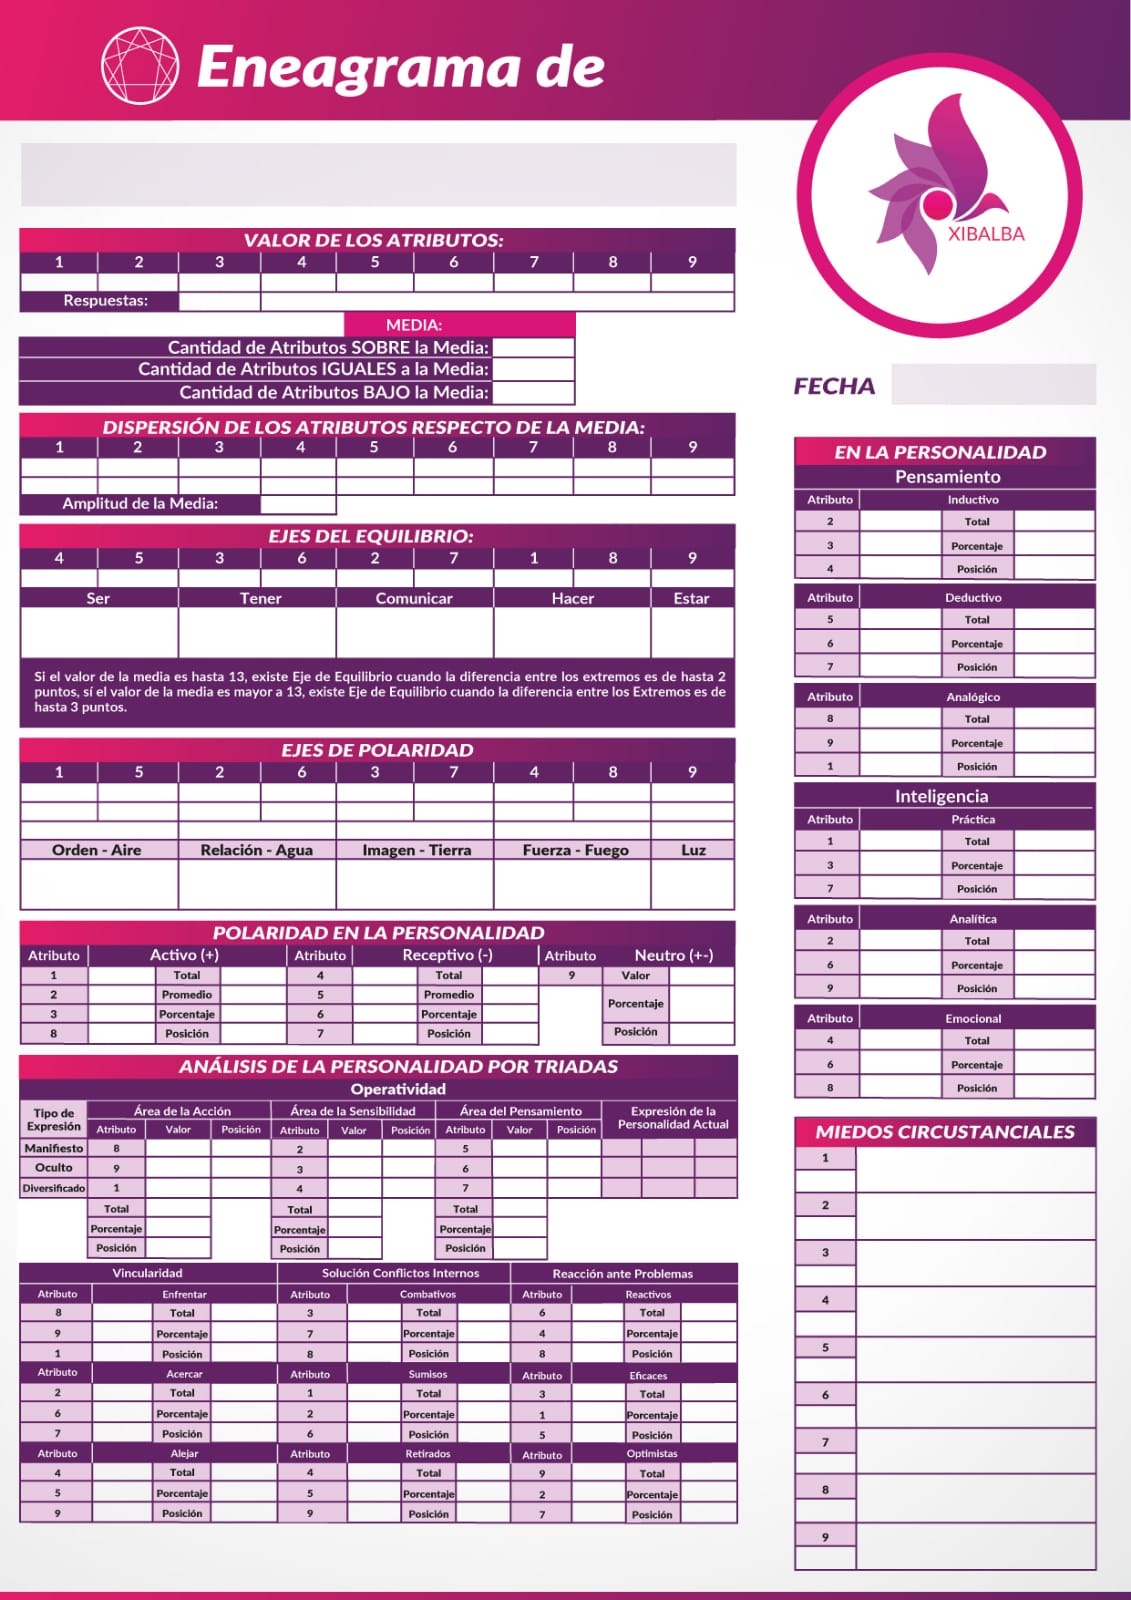 Eneagrama de
XIBALBA
VALOR DE LOS ATRIBUTOS:
1 2 3 4 5 6 7 8 9
Respuestas:
MEDIA:
Cantidad de Atributos SOBRE la Media:
Cantidad de Atributos IGUALES a la Media:
Cantidad de Atributos BAJO la Media:
DISPERSIÓN DE LOS ATRIBUTOS RESPECTO DE LA MEDIA:
1 2 3 4 5 6 7 8 9
Amplitud de la Media:
EJES DEL EQUILIBRIO:
4 5 3 6 2 7 1 8 9
Ser Tener Comunicar Hacer Estar
Si el valor de la media es hasta 13, existe Eje de Equilibrio cuando la diferencia entre los extremos es de hasta 2
puntos, sí el valor de la media es mayor a 13, existe Eje de Equilibrio cuando la diferencia entre los Extremos es de
hasta 3 puntos.
EJES DE POLARIDAD
1 5 2 6 3 7 4 8 9
Orden - Aire Relación - Agua Imagen - Tierra Fuerza - Fuego Luz
POLARIDAD EN LA PERSONALIDAD
Atributo Activo (+) Atributo Receptivo (-) Atributo Neutro (+-)
1 Total 4 Total 9 Valor
2 Promedio 5 Promedio
Porcentaje
3 Porcentaje 6 Porcentaje
8 Posición 7 Posición Posición
ANÁLISIS DE LA PERSONALIDAD POR TRIADAS
Operatividad
Tipo de Expresión Área de la Acción Área de la Sensibilidad Área del Pensamiento Expresión de la Personalidad Actual
Atributo Valor Posición Atributo Valor Posición Atributo Valor Posición
Manifiesto 8 2 5
Oculto 9 3 6
Diversificado 1 4 7
Total Total Total
Porcentaje Porcentaje Porcentaje
Posición Posición Posición
Vincularidad Solución Conflictos Internos Reacción ante Problemas
Atributo Enfrentar Atributo Combativos Atributo Reactivos
8 Total 3 Total 6 Total
9 Porcentaje 7 Porcentaje 4 Porcentaje
1 Posición 8 Posición 8 Posición
Atributo Acercar Atributo Sumisos Atributo Eficaces
2 Total 1 Total 3 Total
6 Porcentaje 2 Porcentaje 1 Porcentaje
7 Posición 6 Posición 5 Posición
Atributo Alejar Atributo Retirados Atributo Optimistas
4 Total 4 Total 9 Total
5 Porcentaje 5 Porcentaje 2 Porcentaje
9 Posición 9 Posición 7 Posición
FECHA
EN LA PERSONALIDAD
Pensamiento
Atributo Inductivo
2 Total
3 Porcentaje
4 Posición
Atributo Deductivo
5 Total
6 Porcentaje
7 Posición
Atributo Analógico
8 Total
9 Porcentaje
1 Posición
Inteligencia
Atributo Práctica
1 Total
3 Porcentaje
7 Posición
Atributo Analítica
2 Total
6 Porcentaje
9 Posición
Atributo Emocional
4 Total
6 Porcentaje
8 Posición
MIEDOS CIRCUSTANCIALES
1
2
3
4
5
6
7
8
9